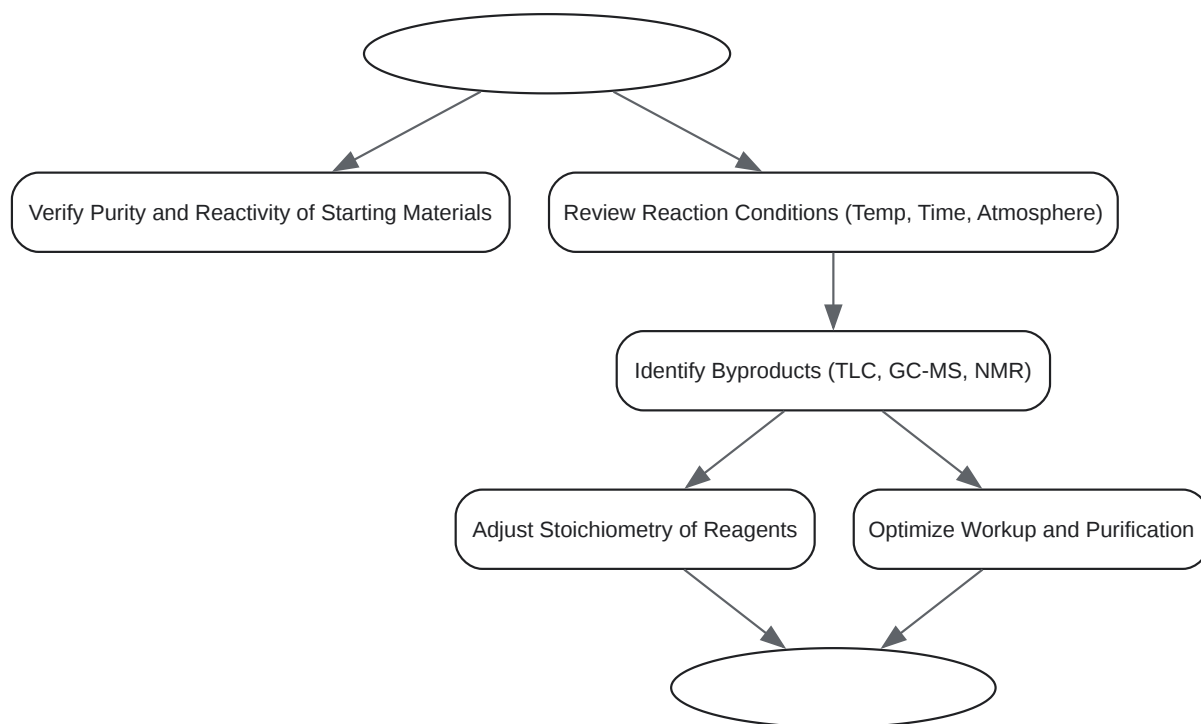 Verify Purity and Reactivity of Starting Materials
Review Reaction Conditions (Temp, Time, Atmosphere)
Identify Byproducts (TLC, GC-MS, NMR)
Adjust Stoichiometry of Reagents
Optimize Workup and Purification